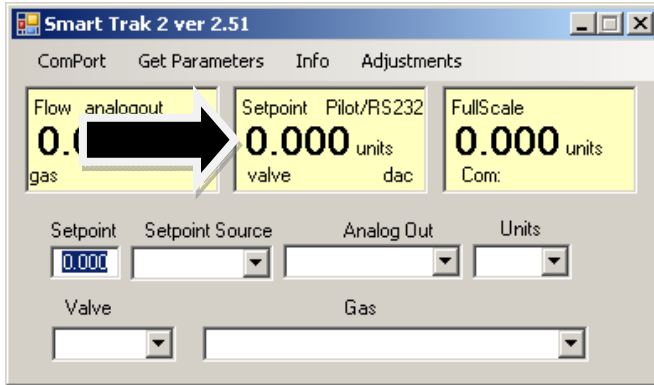 Smart Trak 2 ver 2.51
ComPort Get Parameters Info Adjustments
Flow analogout Setpoint Pilot/RS232 FullScale
0. 0.000 units 0.000 units
gas valve dac Com:
Setpoint Setpoint Source Analog Out Units
0.000
Valve Gas